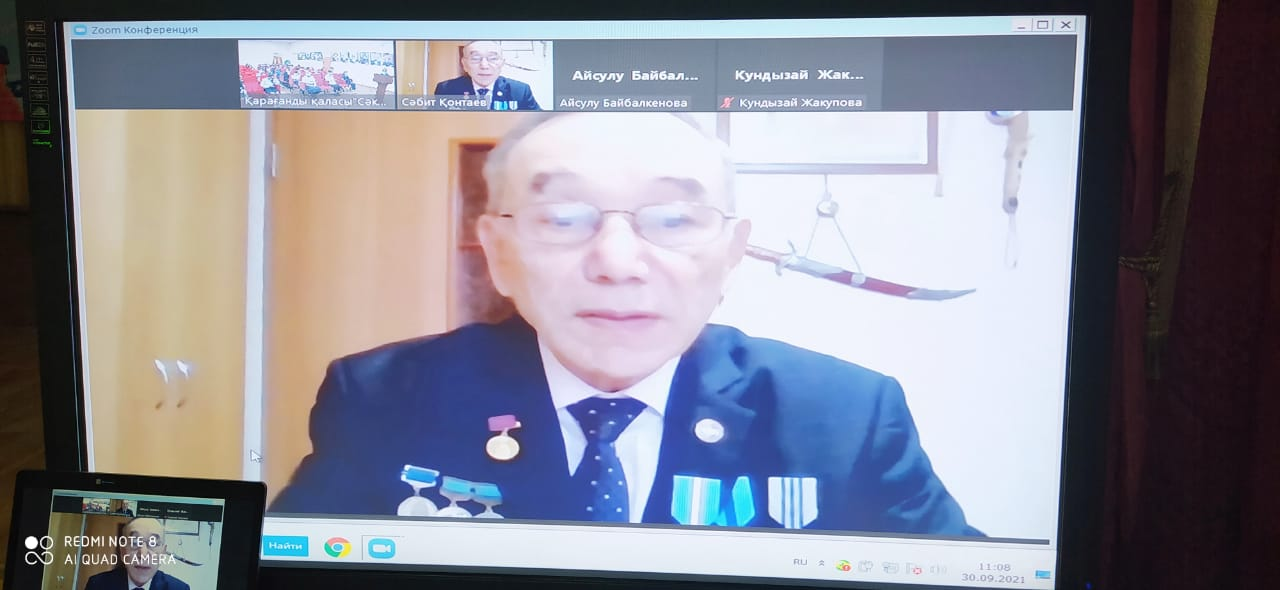 Zoom Конференция
"Қарағанды қаласы"Сәк...
Сәбит Қонтаев
Айсулу Байбал...
Айсулу Байбалкенова
Кундызай Жак...
Кундызай Жакупова
Найти
RU
11:08
30.09.2021
REDMI NOTE 8
AI QUAD CAMERA